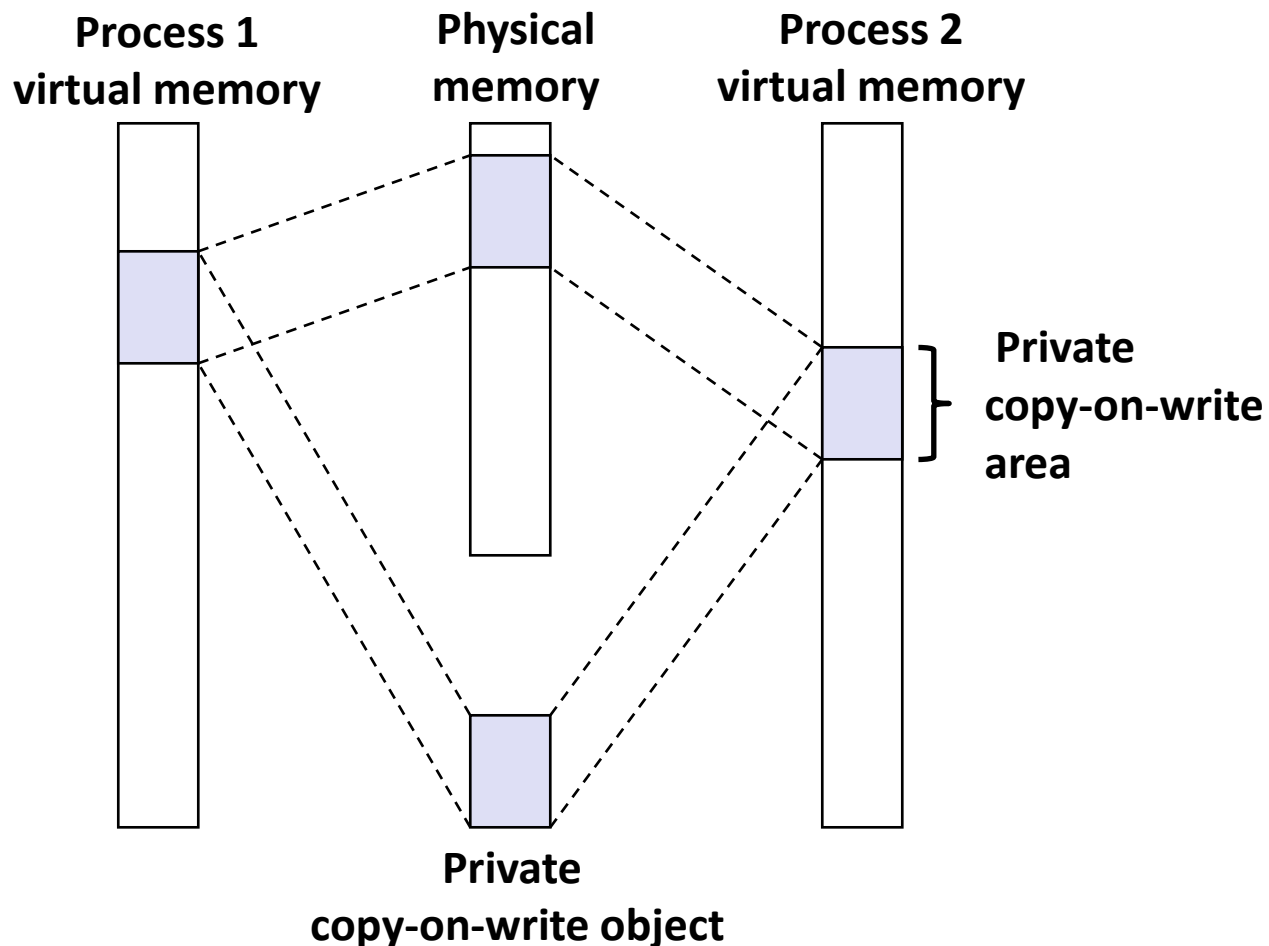 Process 1
virtual memory
Physical
memory
Process 2
virtual memory
Private
copy-on-write
area
Private
copy-on-write object